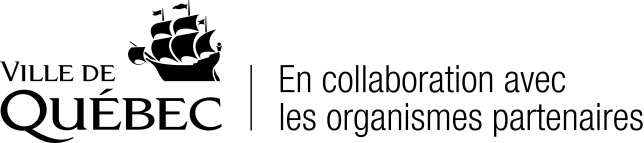 VILLE DE
QUÉBEC
En collaboration avec
les organismes partenaires